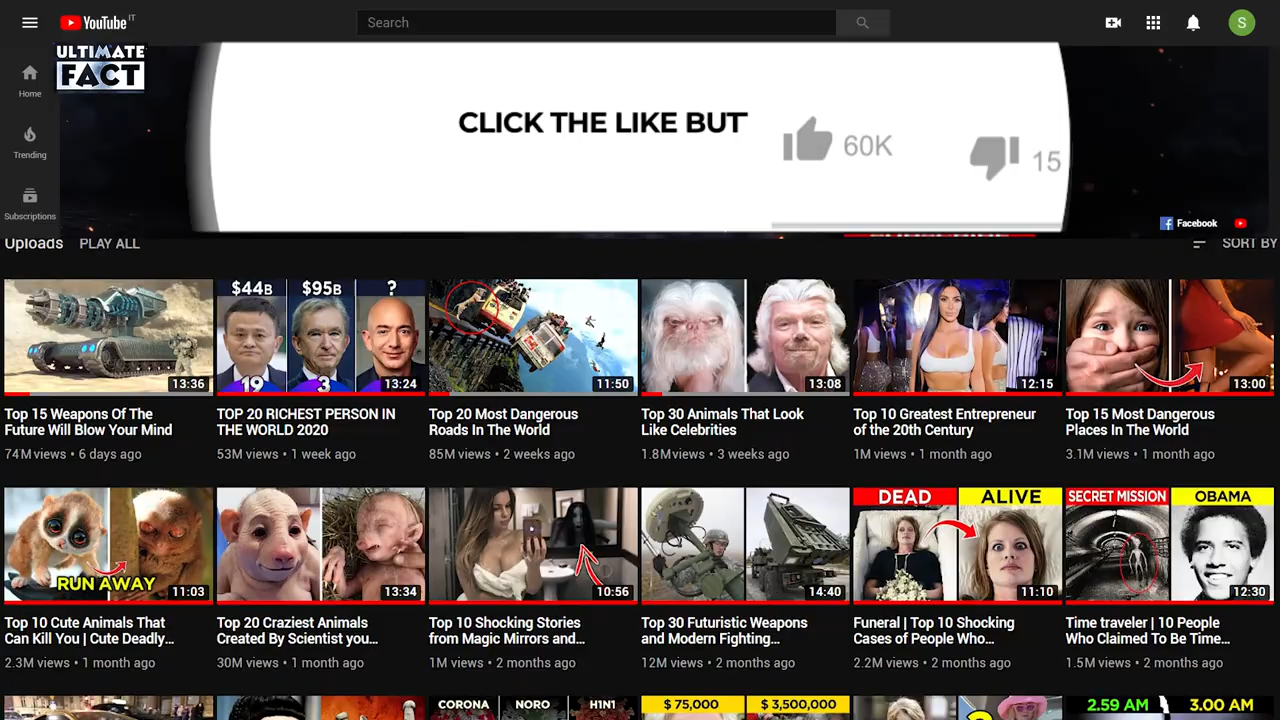 YouTube IT
Search
S
ULTIMATE
FACT
Home
Trending
Subscriptions
CLICK THE LIKE BUT
60K
15
Facebook
Uploads PLAY ALL
SORT BY
$44B $95B ?
19 3
13:36
13:24
11:50
13:08
12:15
13:00
Top 15 Weapons Of The
Future Will Blow Your Mind
74M views • 6 days ago
TOP 20 RICHEST PERSON IN
THE WORLD 2020
53M views • 1 week ago
Top 20 Most Dangerous
Roads In The World
85M views • 2 weeks ago
Top 30 Animals That Look
Like Celebrities
1.8M views • 3 weeks ago
Top 10 Greatest Entrepreneur
of the 20th Century
1M views • 1 month ago
Top 15 Most Dangerous
Places In The World
3.1M views • 1 month ago
RUN AWAY
11:03
13:34
10:56
14:40
DEAD ALIVE
11:10
SECRET MISSION OBAMA
12:30
Top 10 Cute Animals That
Can Kill You | Cute Deadly...
2.3M views • 1 month ago
Top 20 Craziest Animals
Created By Scientist you...
30M views • 1 month ago
Top 10 Shocking Stories
from Magic Mirrors and...
1M views • 2 months ago
Top 30 Futuristic Weapons
and Modern Fighting...
12M views • 2 months ago
Funeral | Top 10 Shocking
Cases of People Who...
2.2M views • 2 months ago
Time traveler | 10 People
Who Claimed To Be Time...
1.5M views • 2 months ago
CORONA NORO H1N1
$ 75,000 $ 3,500,000
2.59 AM 3.00 AM